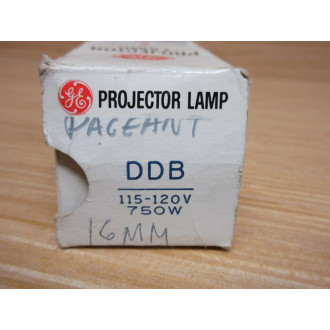 GE PROJECTOR LAMP
PAGEANT
DDB
115-120V
750W
16MM